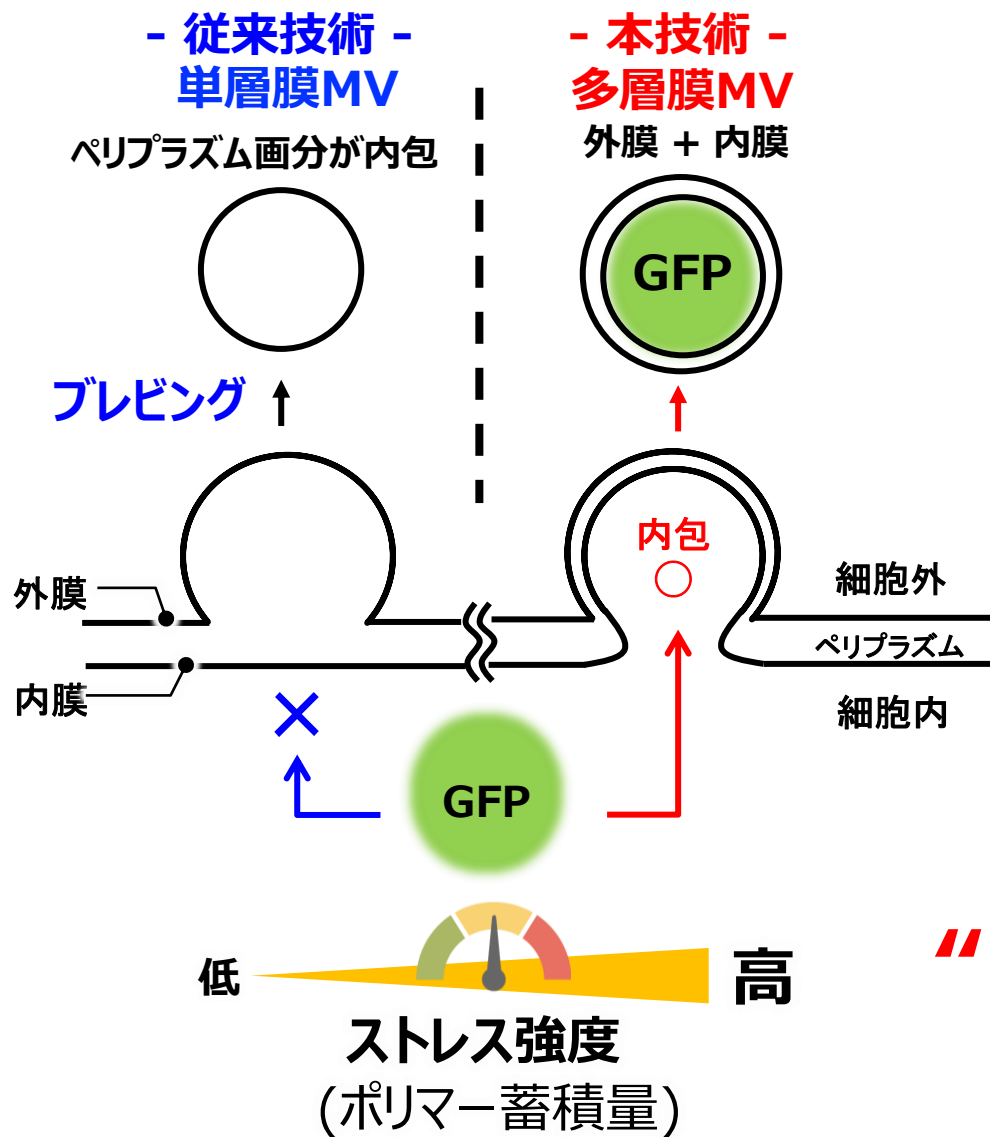 - 従来技術 -
単層膜MV
ペリプラズム画分が内包
- 本技術 -
多層膜MV
外膜 + 内膜
GFP
ブレビング
内包
外膜
内膜
細胞外
ペリプラズム
細胞内
GFP
低
高
ストレス強度
(ポリマー蓄積量)
“